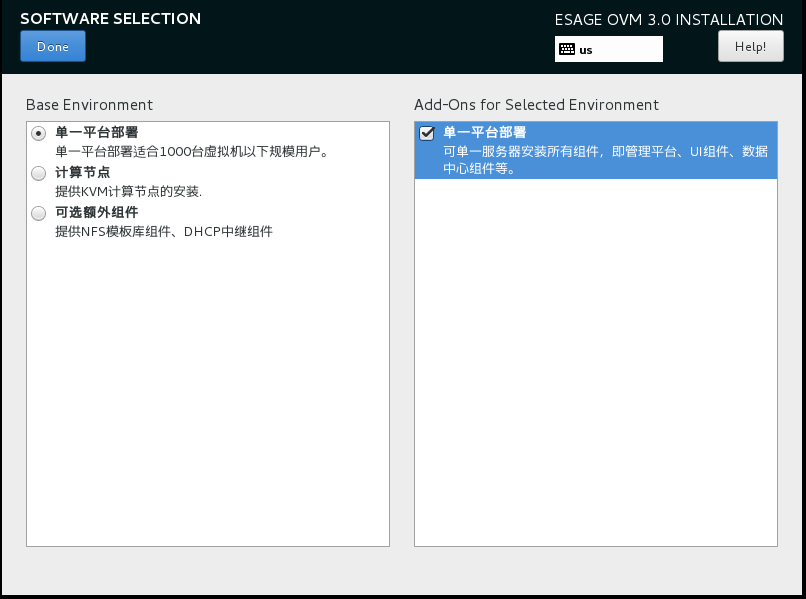 SOFTWARE SELECTION
ESAGE OVM 3.0 INSTALLATION
Done
us
Help!
Base Environment
单一平台部署
单一平台部署适合1000台虚拟机以下规模用户。
计算节点
提供KVM计算节点的安装.
可选额外组件
提供NFS模板库组件、DHCP中继组件
Add-Ons for Selected Environment
单一平台部署
可单一服务器安装所有组件，即管理平台、UI组件、数据
中心组件等。